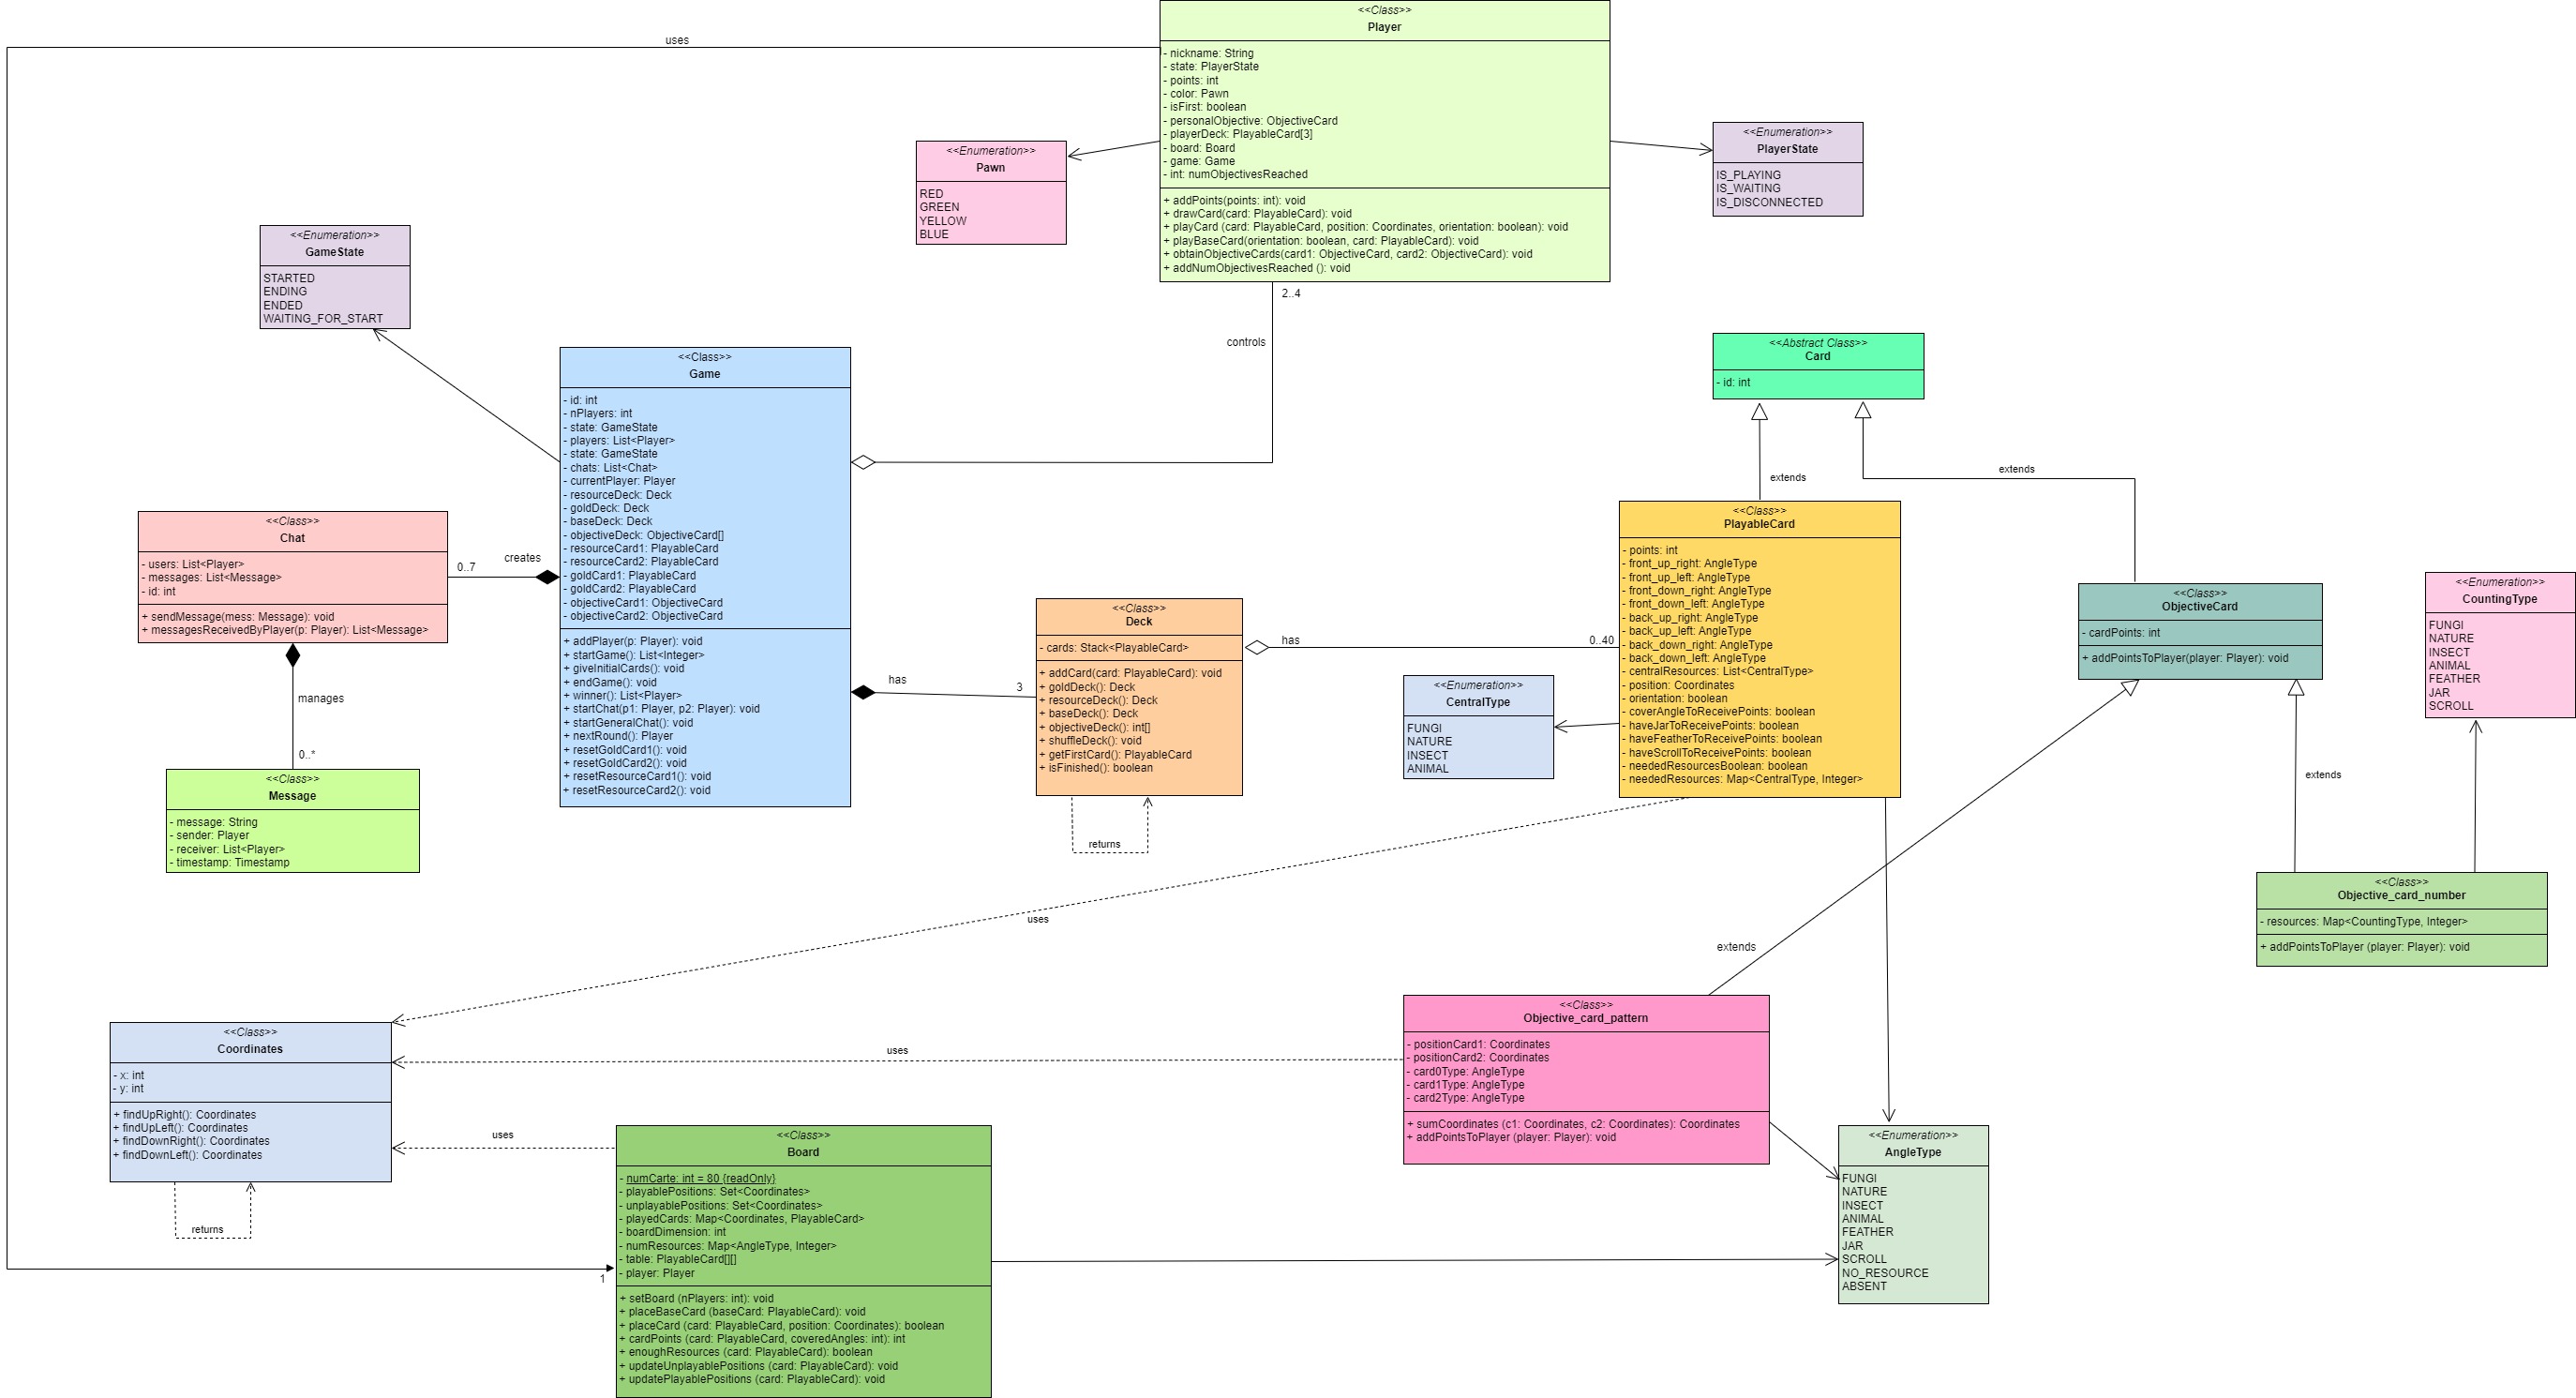 <<Class>>
Player
- nickname: String
- state: PlayerState
- points: int
- color: Pawn
- isFirst: boolean
- personalObjective: ObjectiveCard
- playerDeck: PlayableCard[3]
- board: Board
- game: Game
- int: numObjectivesReached
+ addPoints(points: int): void
+ drawCard(card: PlayableCard): void
+ playCard (card: PlayableCard, position: Coordinates, orientation: boolean): void
+ playBaseCard(orientation: boolean, card: PlayableCard): void
+ obtainObjectiveCards(card1: ObjectiveCard, card2: ObjectiveCard): void
+ addNumObjectivesReached (): void
uses
<<Enumeration>>
Pawn
RED
GREEN
YELLOW
BLUE
<<Enumeration>>
PlayerState
IS_PLAYING
IS_WAITING
IS_DISCONNECTED
<<Enumeration>>
GameState
STARTED
ENDING
ENDED
WAITING_FOR_START
2..4
controls
<<Class>>
Game
- id: int
- nPlayers: int
- state: GameState
- players: List<Player>
- state: GameState
- chats: List<Chat>
- currentPlayer: Player
- resourceDeck: Deck
- goldDeck: Deck
- baseDeck: Deck
- objectiveDeck: ObjectiveCard[]
- resourceCard1: PlayableCard
- resourceCard2: PlayableCard
- goldCard1: PlayableCard
- goldCard2: PlayableCard
- objectiveCard1: ObjectiveCard
- objectiveCard2: ObjectiveCard
+ addPlayer(p: Player): void
+ startGame(): List<Integer>
+ giveInitialCards(): void
+ endGame(): void
+ winner(): List<Player>
+ startChat(p1: Player, p2: Player): void
+ startGeneralChat(): void
+ nextRound(): Player
+ resetGoldCard1(): void
+ resetGoldCard2(): void
+ resetResourceCard1(): void
+ resetResourceCard2(): void
<<Abstract Class>>
Card
- id: int
extends
extends
<<Class>>
Chat
- users: List<Player>
- messages: List<Message>
- id: int
+ sendMessage(mess: Message): void
+ messagesReceivedByPlayer(p: Player): List<Message>
0..7
creates
manages
0..*
<<Class>>
Message
- message: String
- sender: Player
- receiver: List<Player>
- timestamp: Timestamp
has
3
<<Class>>
Deck
- cards: Stack<PlayableCard>
+ addCard(card: PlayableCard): void
+ goldDeck(): Deck
+ resourceDeck(): Deck
+ baseDeck(): Deck
+ objectiveDeck(): int[]
+ shuffleDeck(): void
+ getFirstCard(): PlayableCard
+ isFinished(): boolean
returns
has
0..40
<<Class>>
PlayableCard
- points: int
- front_up_right: AngleType
- front_up_left: AngleType
- front_down_right: AngleType
- front_down_left: AngleType
- back_up_right: AngleType
- back_up_left: AngleType
- back_down_right: AngleType
- back_down_left: AngleType
- centralResources: List<CentralType>
- position: Coordinates
- orientation: boolean
- coverAngleToReceivePoints: boolean
- haveJarToReceivePoints: boolean
- haveFeatherToReceivePoints: boolean
- haveScrollToReceivePoints: boolean
- neededResourcesBoolean: boolean
- neededResources: Map<CentralType, Integer>
<<Enumeration>>
CentralType
FUNGI
NATURE
INSECT
ANIMAL
<<Class>>
ObjectiveCard
- cardPoints: int
+ addPointsToPlayer(player: Player): void
<<Enumeration>>
CountingType
FUNGI
NATURE
INSECT
ANIMAL
FEATHER
JAR
SCROLL
extends
<<Class>>
Objective_card_number
- resources: Map<CountingType, Integer>
+ addPointsToPlayer (player: Player): void
uses
extends
<<Class>>
Objective_card_pattern
- positionCard1: Coordinates
- positionCard2: Coordinates
- card0Type: AngleType
- card1Type: AngleType
- card2Type: AngleType
+ sumCoordinates (c1: Coordinates, c2: Coordinates): Coordinates
+ addPointsToPlayer (player: Player): void
<<Class>>
Coordinates
- x: int
- y: int
+ findUpRight(): Coordinates
+ findUpLeft(): Coordinates
+ findDownRight(): Coordinates
+ findDownLeft(): Coordinates
returns
uses
uses
1
<<Class>>
Board
- numCarte: int = 80 {readOnly}
- playablePositions: Set<Coordinates>
- unplayablePositions: Set<Coordinates>
- playedCards: Map<Coordinates, PlayableCard>
- boardDimension: int
- numResources: Map<AngleType, Integer>
- table: PlayableCard[][]
- player: Player
+ setBoard (nPlayers: int): void
+ placeBaseCard (baseCard: PlayableCard): void
+ placeCard (card: PlayableCard, position: Coordinates): boolean
+ cardPoints (card: PlayableCard, coveredAngles: int): int
+ enoughResources (card: PlayableCard): boolean
+ updateUnplayablePositions (card: PlayableCard): void
+ updatePlayablePositions (card: PlayableCard): void
<<Enumeration>>
AngleType
FUNGI
NATURE
INSECT
ANIMAL
FEATHER
JAR
SCROLL
NO_RESOURCE
ABSENT